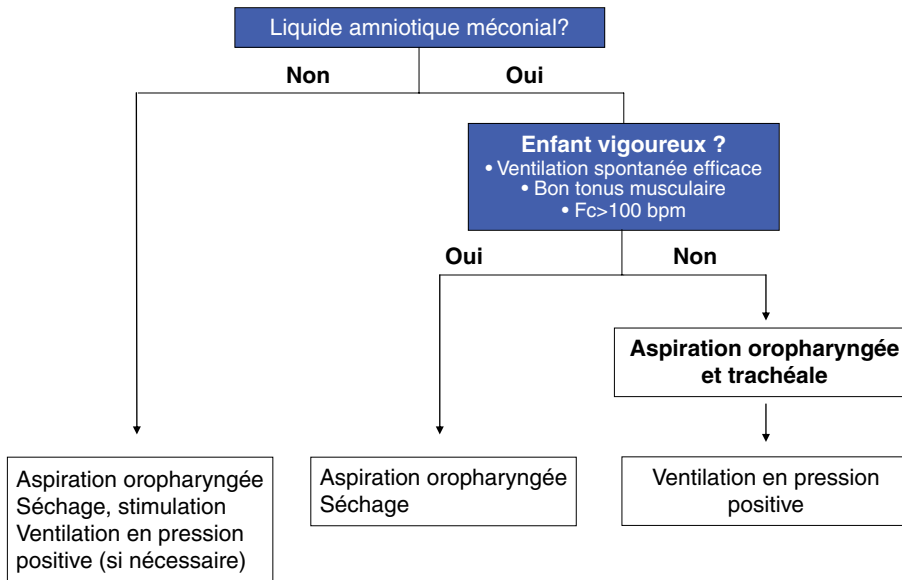 Liquide amniotique méconial?
Non
Oui
Enfant vigoureux ?
• Ventilation spontanée efficace
• Bon tonus musculaire
• Fc>100 bpm
Oui
Non
Aspiration oropharyngée
et trachéale
Aspiration oropharyngée
Séchage, stimulation
Ventilation en pression
positive (si nécessaire)
Aspiration oropharyngée
Séchage
Ventilation en pression
positive